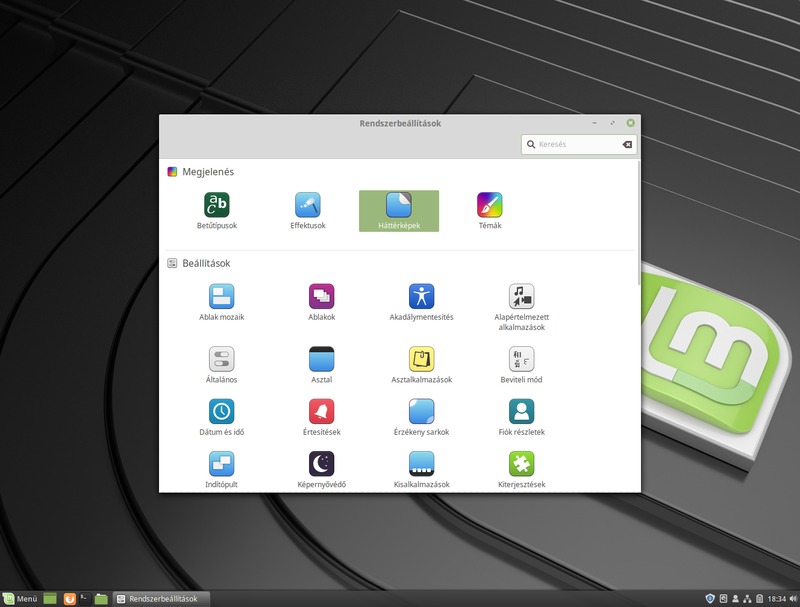 Rendszerbeállítások
Keresés
Megjelenés
Betűtípusok
Effektusok
Háttérképek
Témák
Beállítások
Ablak mozaik
Ablakok
Akadálymentesítés
Alapértelmezett
alkalmazások
Általános
Asztal
Asztalkalmazások
Beviteli mód
Dátum és idő
Értesítések
Érzékeny sarkok
Fiók részletek
Indítópult
Képernyővédő
Kisalkalmazások
Kiterjesztések
Menü
Rendszerbeállítások
18:34